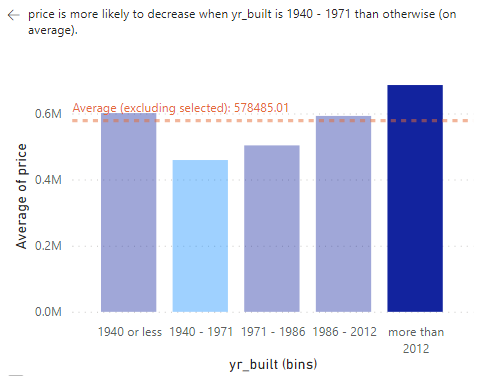 ← price is more likely to decrease when yr_built is 1940 - 1971 than otherwise (on
average).
Average (excluding selected): 578485.01
0.6M
0.4M
0.2M
0.0M
Average of price
1940 or less 1940 - 1971 1971 - 1986 1986 - 2012 more than
2012
yr_built (bins)